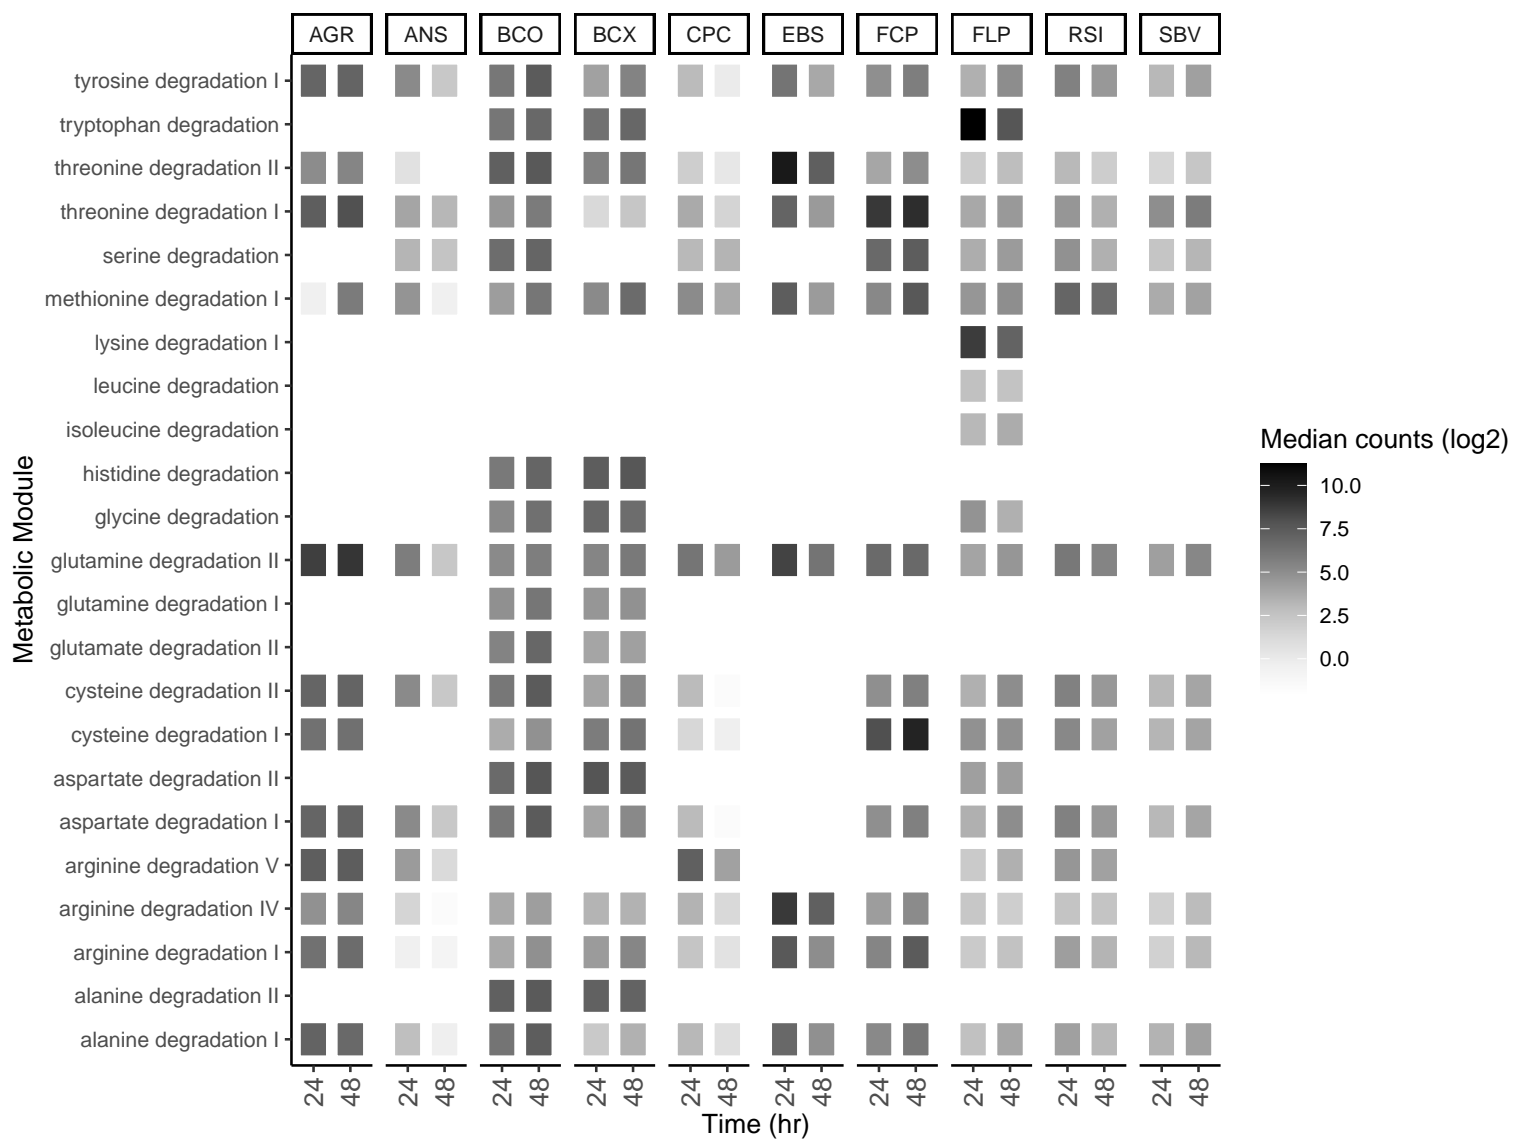 AGR ANS BCO BCX CPC EBS FCP FLP RSI SBV
tyrosine degradation I
tryptophan degradation
threonine degradation II
threonine degradation I
serine degradation
methionine degradation I
lysine degradation I
leucine degradation
isoleucine degradation
histidine degradation
glycine degradation
glutamine degradation II
glutamine degradation I
glutamate degradation II
cysteine degradation II
cysteine degradation I
aspartate degradation II
aspartate degradation I
arginine degradation V
arginine degradation IV
arginine degradation I
alanine degradation II
alanine degradation I
Metabolic Module
24 48 24 48 24 48 24 48 24 48 24 48 24 48 24 48 24 48 24 48
Time (hr)
Median counts (log2)
10.0
7.5
5.0
2.5
0.0